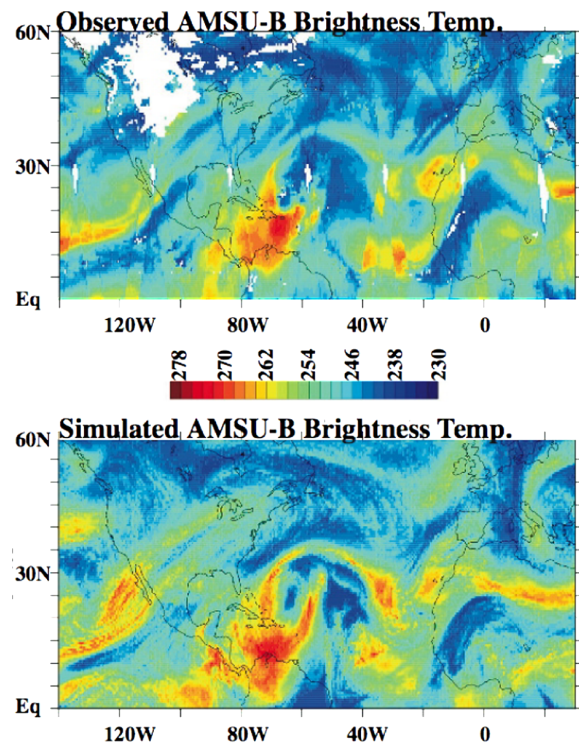 Observed AMSU-B Brightness Temp.
60N
30N
Eq
120W 80W 40W 0
278 270 262 254 246 238 230
Simulated AMSU-B Brightness Temp.
60N
30N
Eq
120W 80W 40W 0